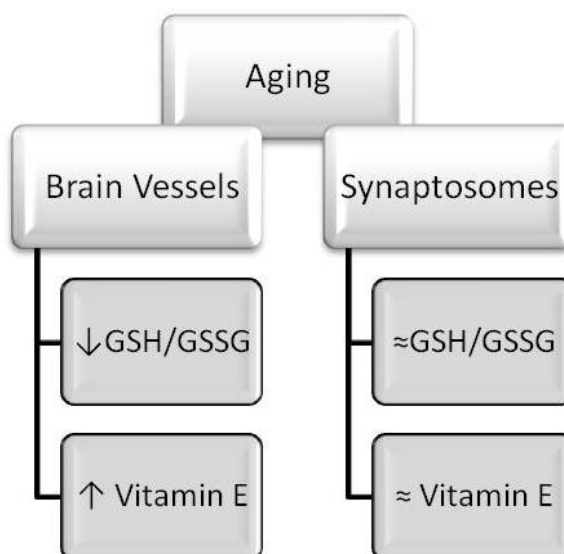 Aging
Brain Vessels
Synaptosomes
↓GSH/GSSG
≈GSH/GSSG
↑ Vitamin E
≈ Vitamin E